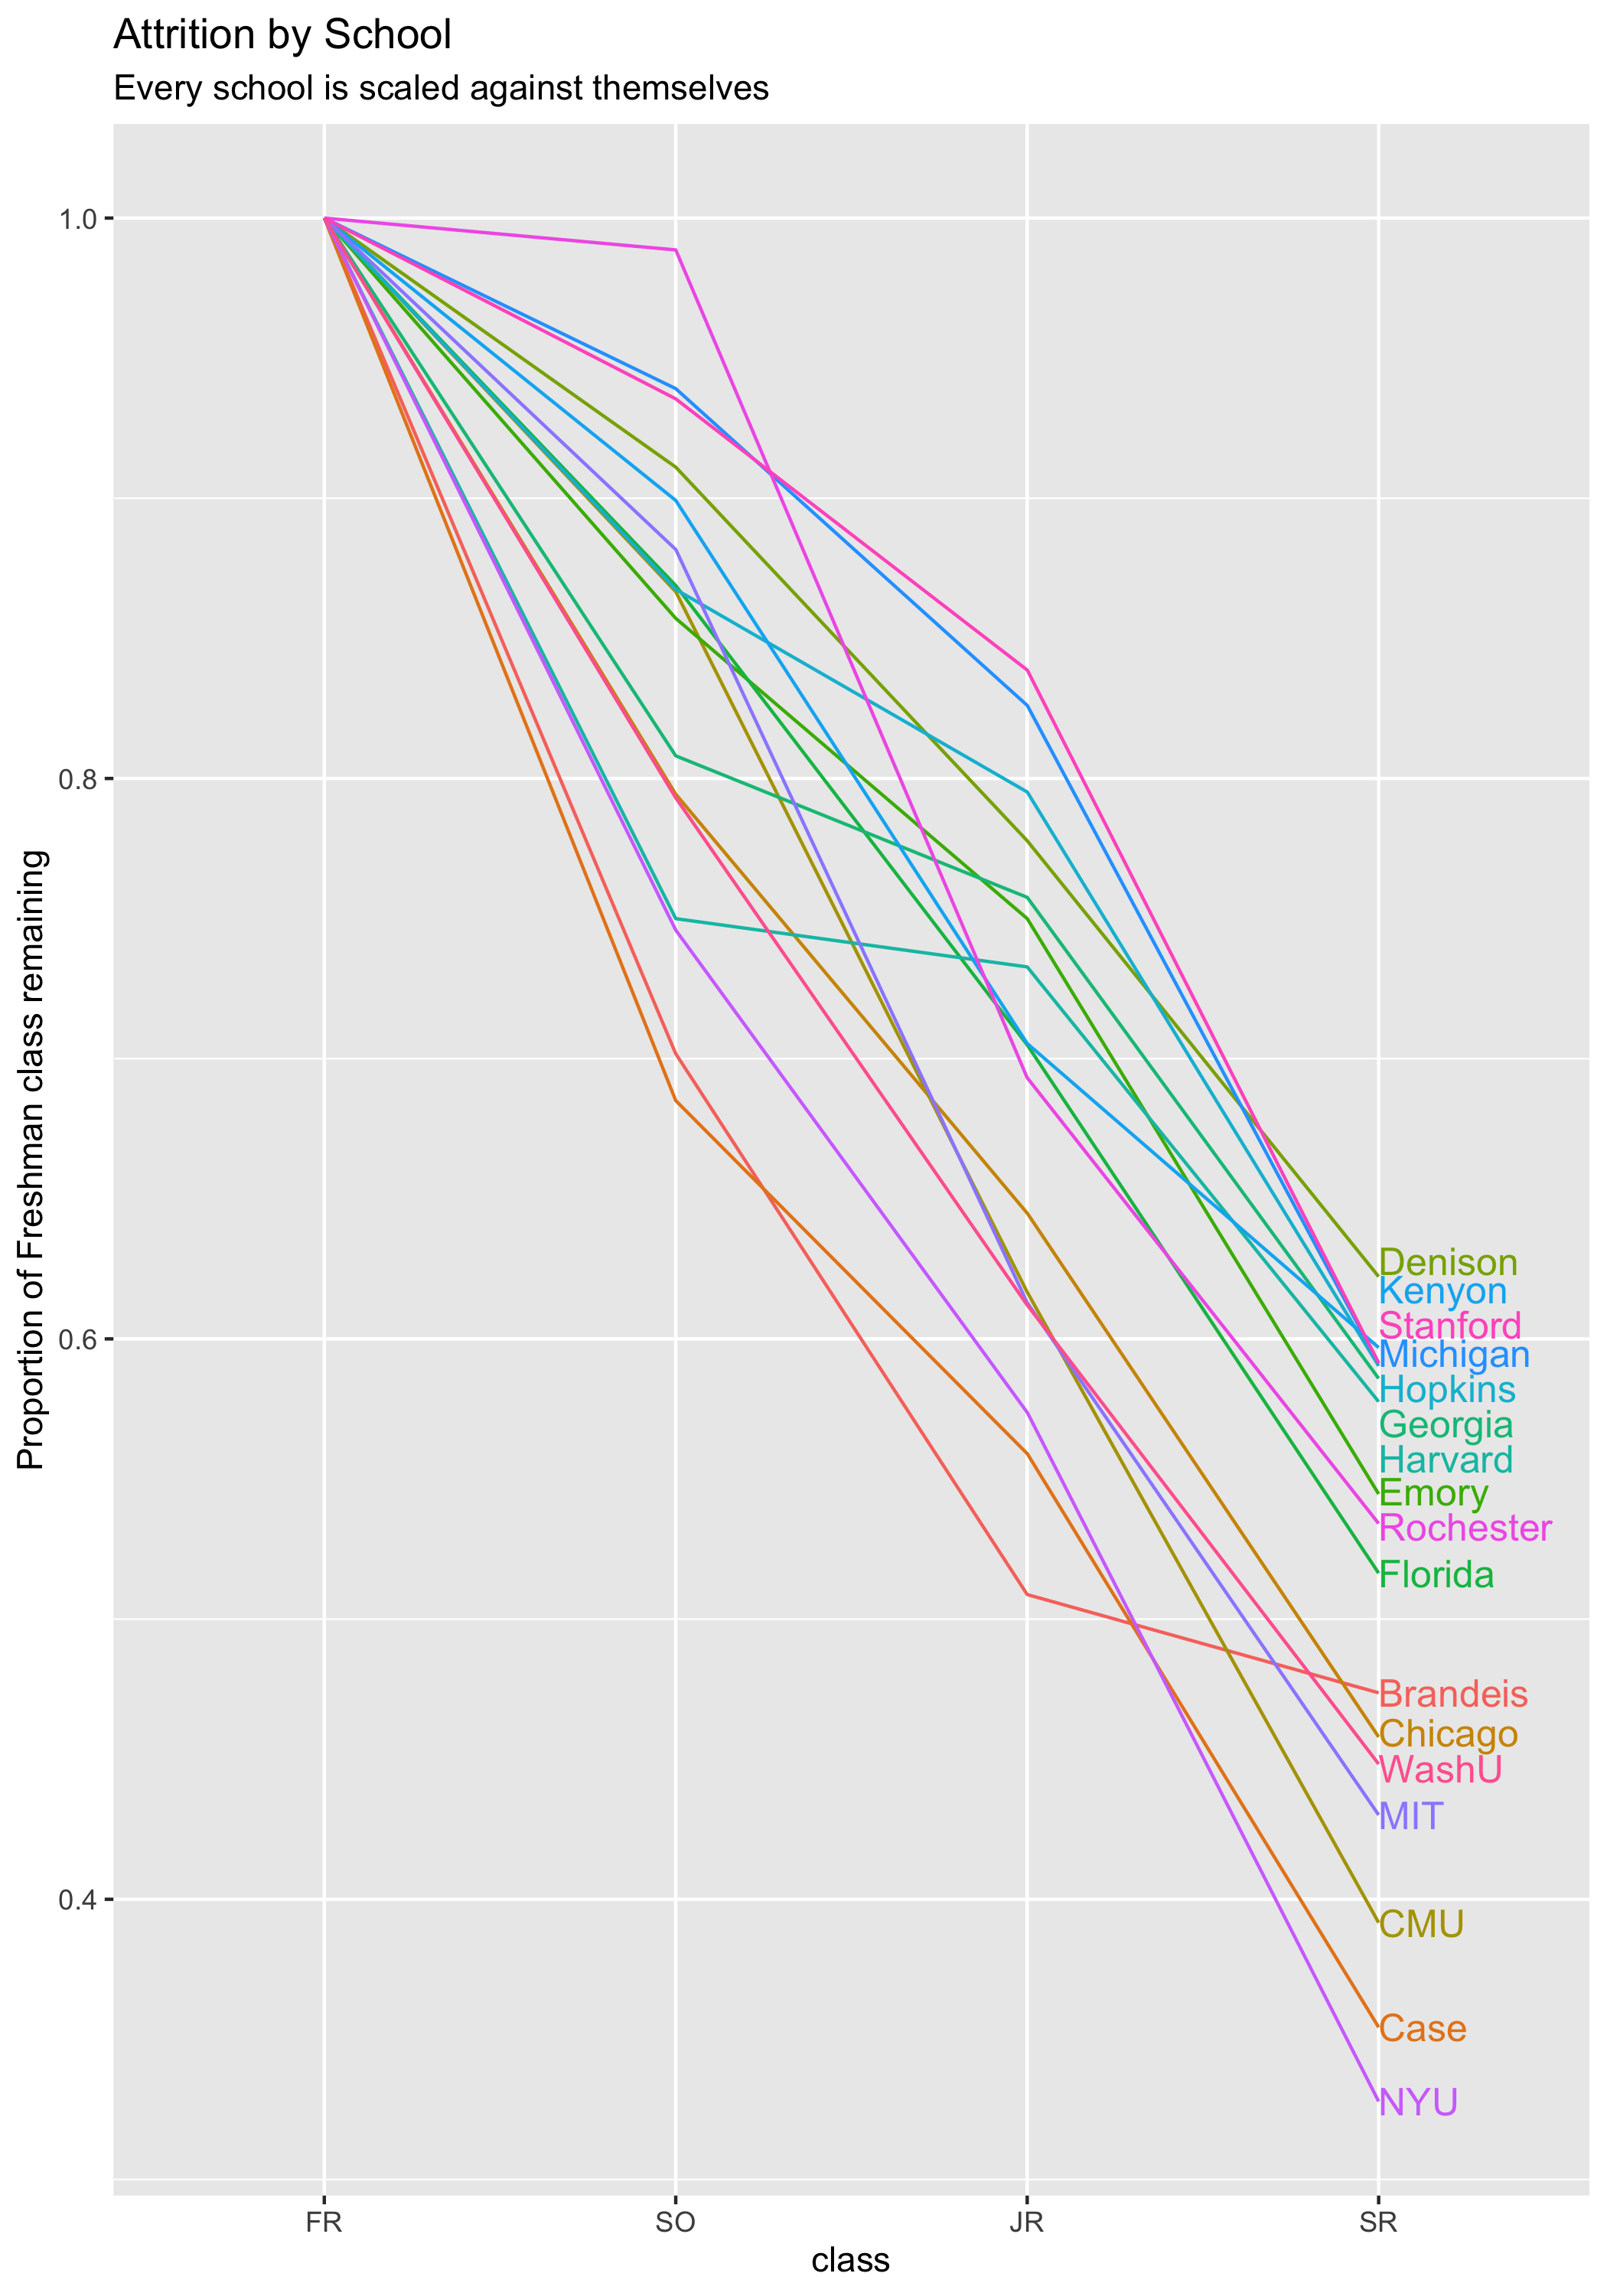 Attrition by School
Every school is scaled against themselves
Proportion of Freshman class remaining
1.0
0.8
0.6
0.4
Denison
Kenyon
Stanford
Michigan
Hopkins
Georgia
Harvard
Emory
Rochester
Florida
Brandeis
Chicago
WashU
MIT
CMU
Case
NYU
FR SO JR SR
class